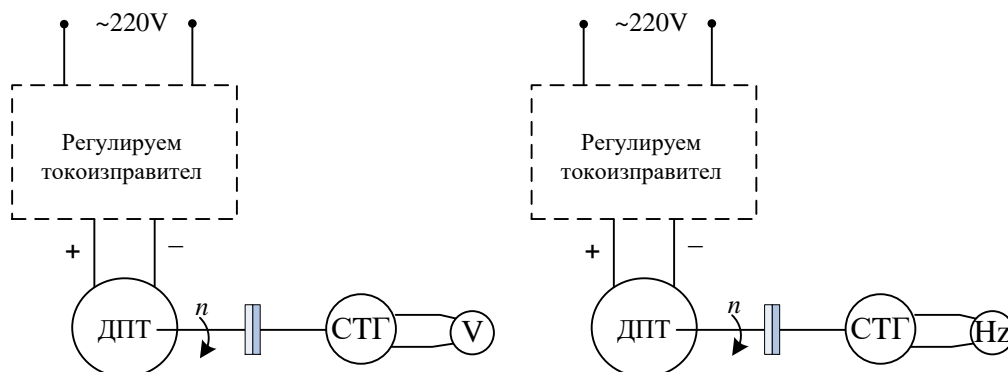 ~220V
Регулируем
токоизправител
+ –
n
ДПТ
СТГ
V
~220V
Регулируем
токоизправител
+ –
n
ДПТ
СТГ
Hz